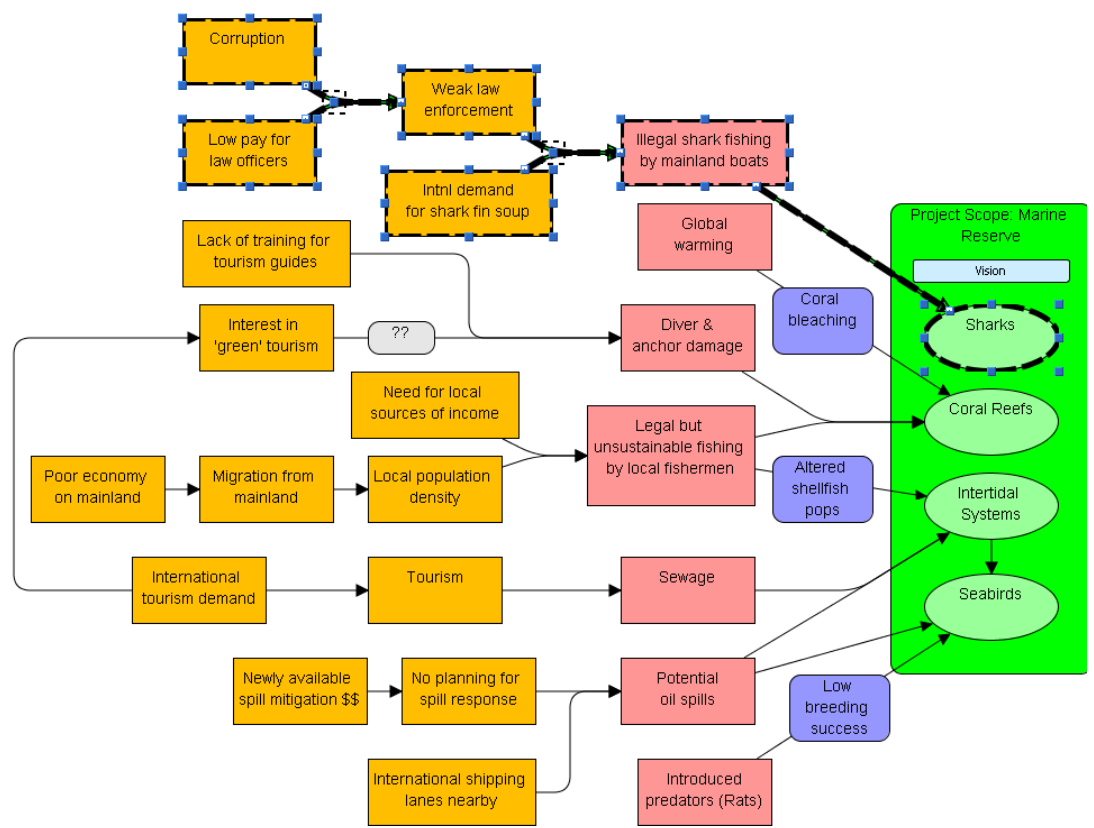 Corruption
Low pay for
law officers
Weak law
enforcement
Intnl demand
for shark fin soup
Illegal shark fishing
by mainland boats
Global
warming
Project Scope: Marine
Reserve
Vision
Lack of training for
tourism guides
Coral
bleaching
Sharks
Interest in
'green' tourism
??
Diver &
anchor damage
Need for local
sources of income
Coral Reefs
Legal but
unsustainable fishing
by local fishermen
Poor economy
on mainland
Migration from
mainland
Local population
density
Altered
shellfish
pops
Intertidal
Systems
International
tourism demand
Tourism
Sewage
Seabirds
Newly available
spill mitigation $$
No planning for
spill response
Potential
oil spills
Low
breeding
success
International shipping
lanes nearby
Introduced
predators (Rats)